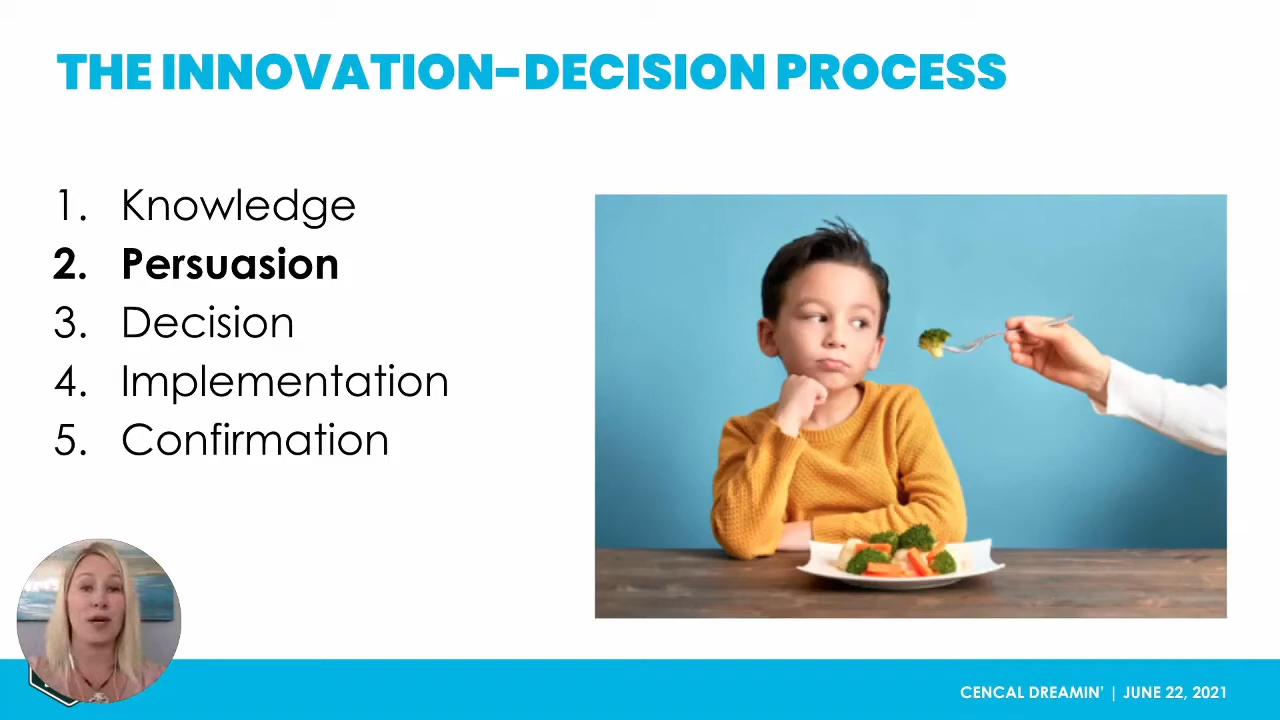 THE INNOVATION-DECISION PROCESS
1. Knowledge
2. Persuasion
3. Decision
4. Implementation
5. Confirmation
CENCAL DREAMIN' | JUNE 22, 2021